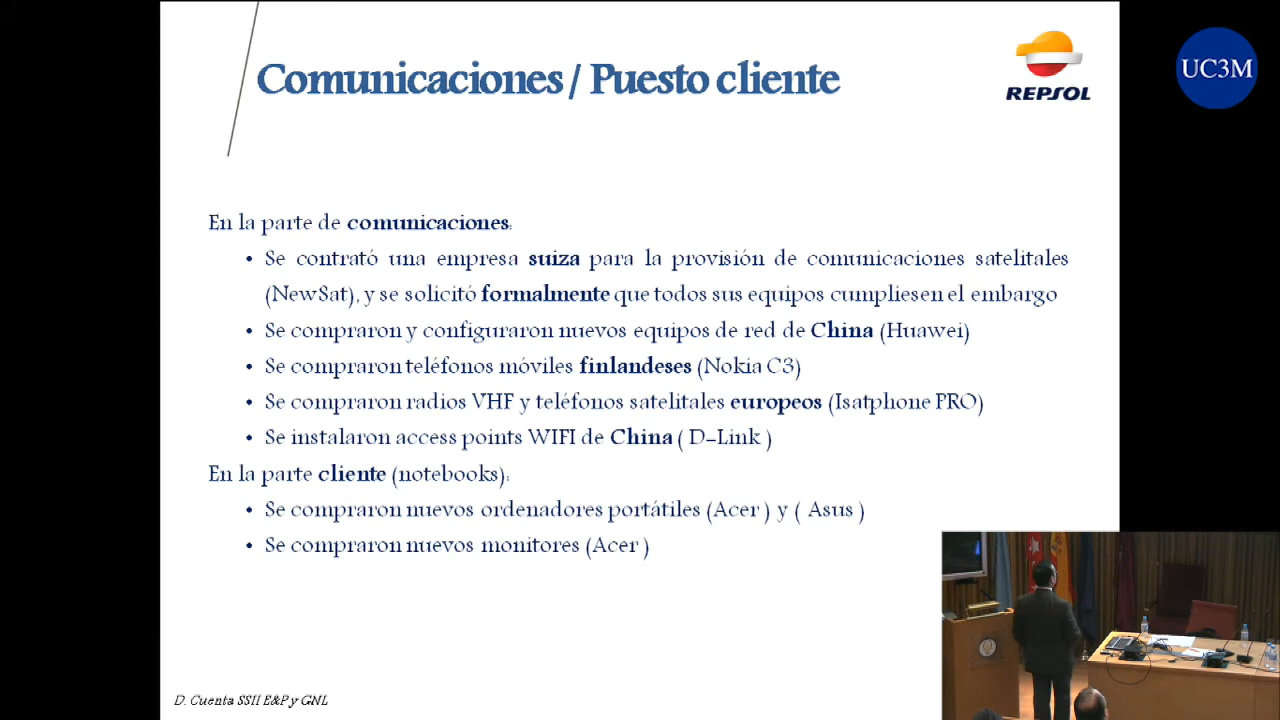 Comunicaciones / Puesto cliente
REPSOL
UC3M
En la parte de comunicaciones:
• Se contrató una empresa suiza para la provisión de comunicaciones satelitales
(NewSat), y se solicitó formalmente que todos sus equipos cumpliesen el embargo
• Se compraron y configuraron nuevos equipos de red de China (Huawei)
• Se compraron teléfonos móviles finlandeses (Nokia C3)
• Se compraron radios VHF y teléfonos satelitales europeos (Isatphone PRO)
• Se instalaron access points WIFI de China ( D-Link )
En la parte cliente (notebooks):
• Se compraron nuevos ordenadores portátiles (Acer ) y ( Asus )
• Se compraron nuevos monitores (Acer )
D. Cuenta SSII E&P y GNL